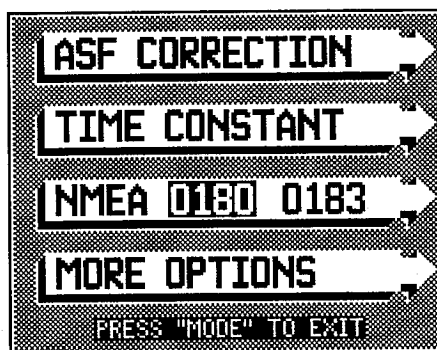 ASF CORRECTION
TIME CONSTANT
NMEA 0180 0183
MORE OPTIONS
PRESS "MODE" TO EXIT